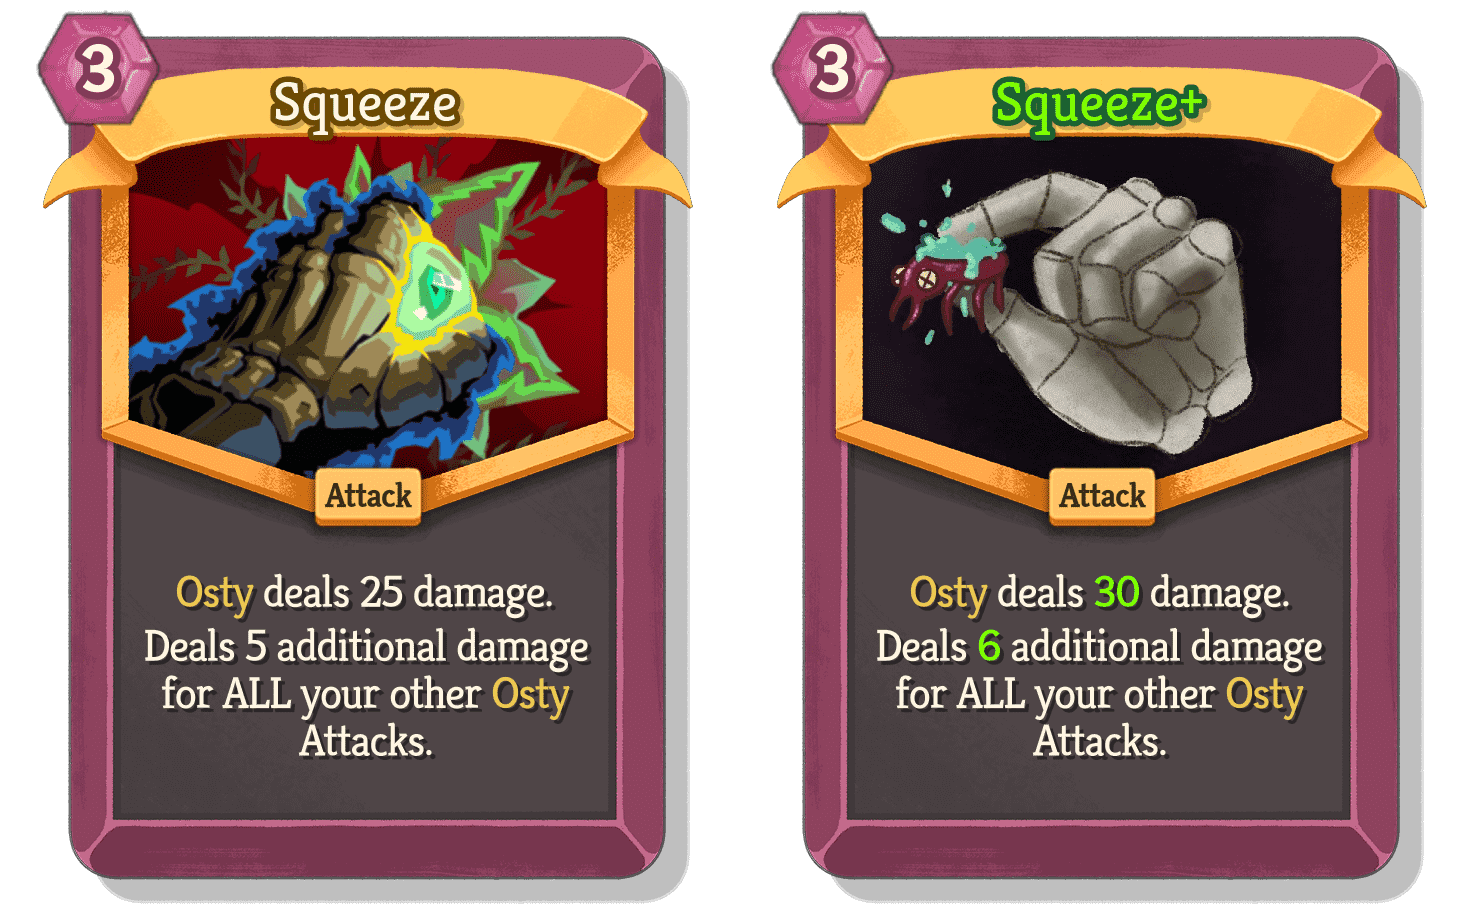 3
Squeeze
Attack
Osty deals 25 damage.
Deals 5 additional damage
for ALL your other Osty
Attacks.
3
Squeeze+
Attack
Osty deals 30 damage.
Deals 6 additional damage
for ALL your other Osty
Attacks.